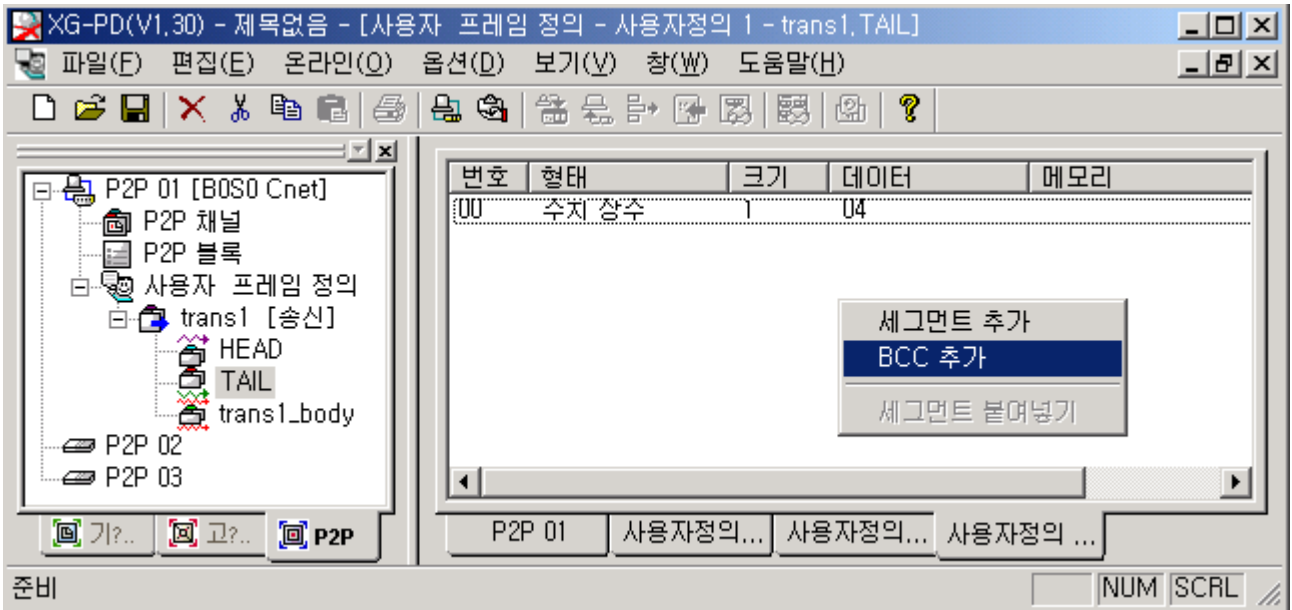 XG-PD(V1,30) - 제목없음 - [사용자 프레임 정의 - 사용자정의 1 - trans1,TAIL]
파일(F) 편집(E) 온라인(O) 옵션(D) 보기(V) 창(W) 도움말(H)
P2P 01 [B0S0 Cnet]
P2P 채널
P2P 블록
사용자 프레임 정의
trans1 [송신]
HEAD
TAIL
trans1_body
P2P 02
P2P 03
기?.. 고?.. P2P
번호 형태 크기 데이터 메모리
00 수치 상수 1 04
세그먼트 추가
BCC 추가
세그먼트 붙여넣기
P2P 01 사용자정의... 사용자정의... 사용자정의 ...
준비 NUM SCRL